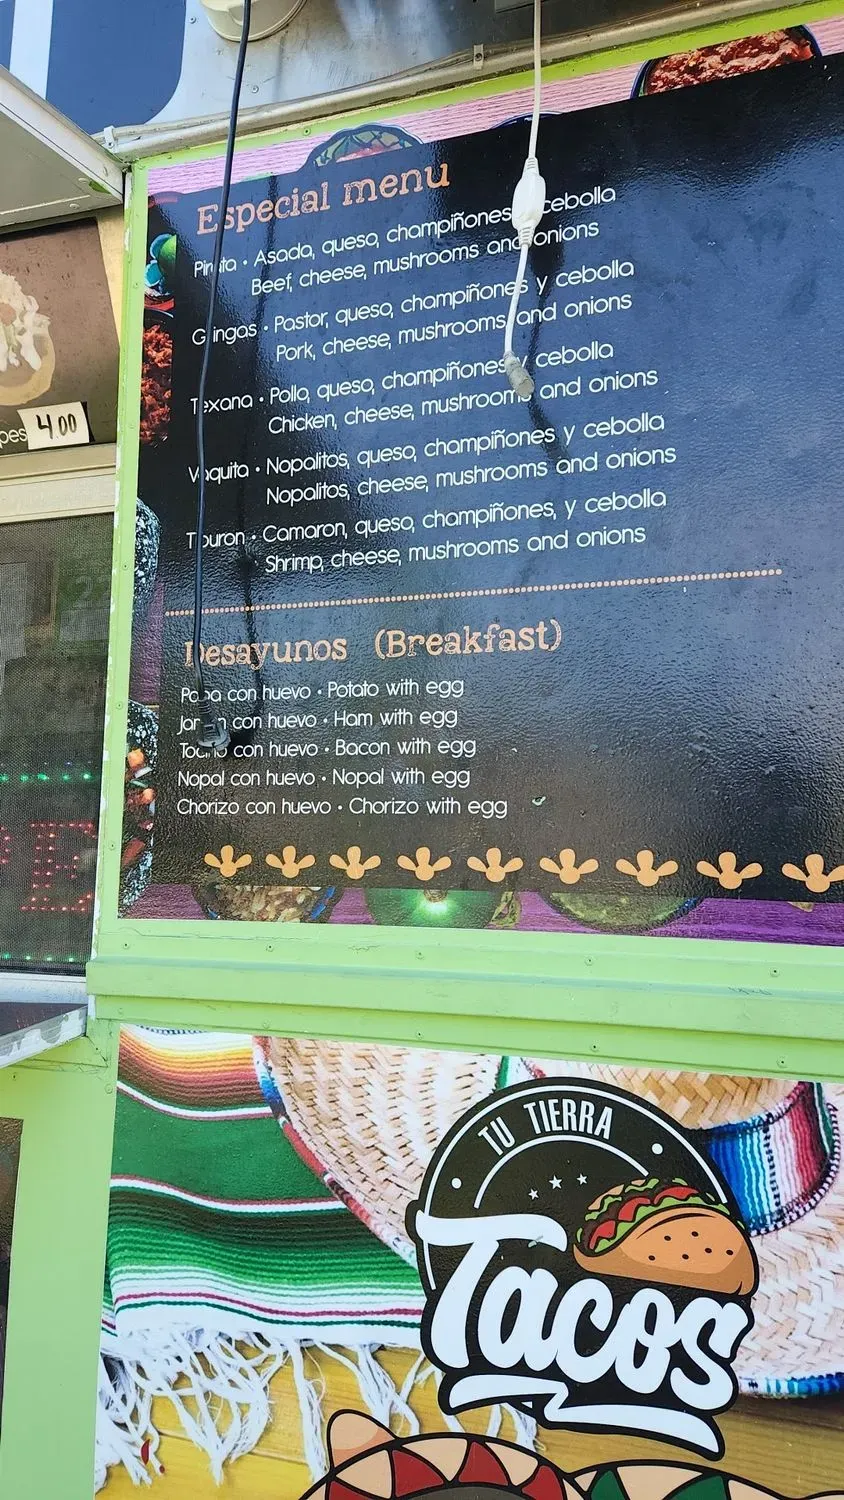 Especial menu
Pirata • Asada, queso, champiñones y cebolla
Beef, cheese, mushrooms and onions
Gringas • Pastor, queso, champiñones y cebolla
Pork, cheese, mushrooms and onions
Texana • Pollo, queso, champiñones y cebolla
Chicken, cheese, mushrooms and onions
Vaquita • Nopalitos, queso, champiñones y cebolla
Nopalitos, cheese, mushrooms and onions
Tiburon • Camaron, queso, champiñones, y cebolla
Shrimp, cheese, mushrooms and onions
Desayunos (Breakfast)
Papa con huevo • Potato with egg
Jamon con huevo • Ham with egg
Tocino con huevo • Bacon with egg
Nopal con huevo • Nopal with egg
Chorizo con huevo • Chorizo with egg
pes 4.00
TU TIERRA
Tacos